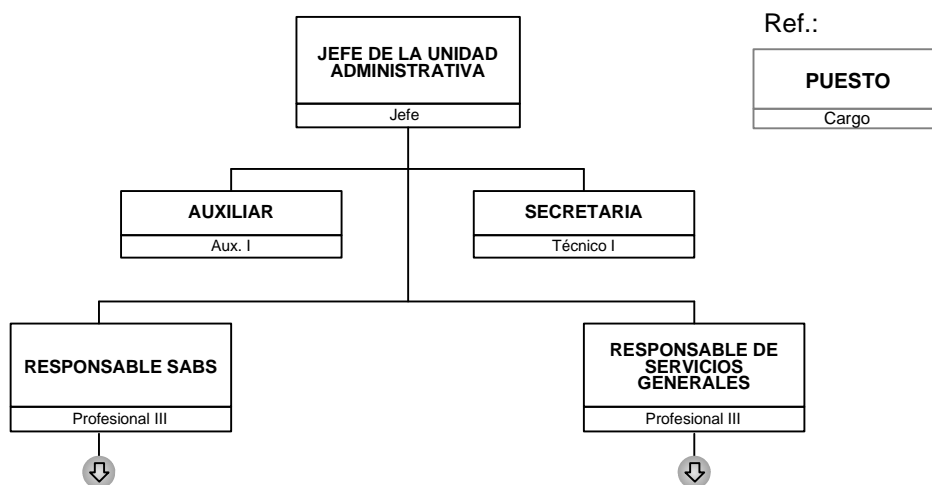 Ref.:
JEFE DE LA UNIDAD
ADMINISTRATIVA
Jefe
PUESTO
Cargo
AUXILIAR
Aux. I
SECRETARIA
Técnico I
RESPONSABLE SABS
Profesional III
RESPONSABLE DE
SERVICIOS
GENERALES
Profesional III